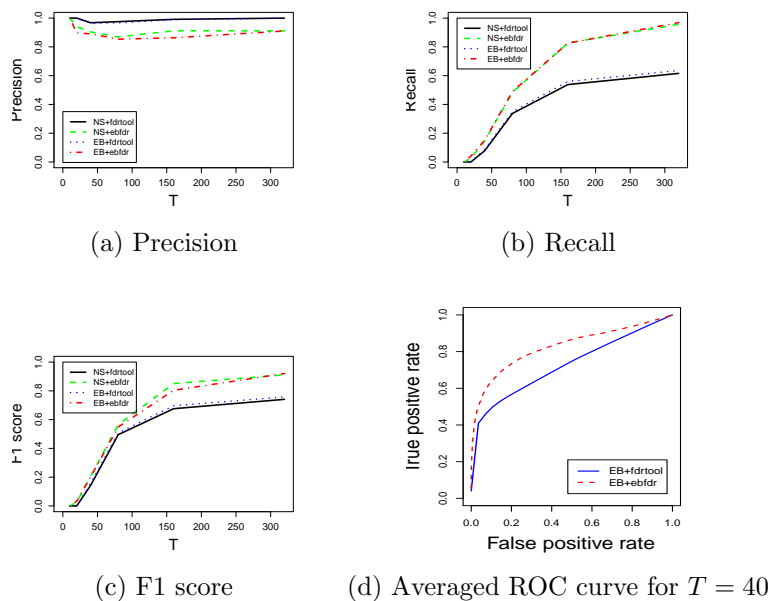 Precision
0.0 0.2 0.4 0.6 0.8 1.0
NS+fdrtool
NS+ebfdr
EB+fdrtool
EB+ebfdr
0 50 100 150 200 250 300
T
(a) Precision
Recall
0.0 0.2 0.4 0.6 0.8 1.0
NS+fdrtool
NS+ebfdr
EB+fdrtool
EB+ebfdr
0 50 100 150 200 250 300
T
(b) Recall
F1 score
0.0 0.2 0.4 0.6 0.8 1.0
NS+fdrtool
NS+ebfdr
EB+fdrtool
EB+ebfdr
0 50 100 150 200 250 300
T
(c) F1 score
True positive rate
0.0 0.2 0.4 0.6 0.8 1.0
EB+fdrtool
EB+ebfdr
0.0 0.2 0.4 0.6 0.8 1.0
False positive rate
(d) Averaged ROC curve for T = 40